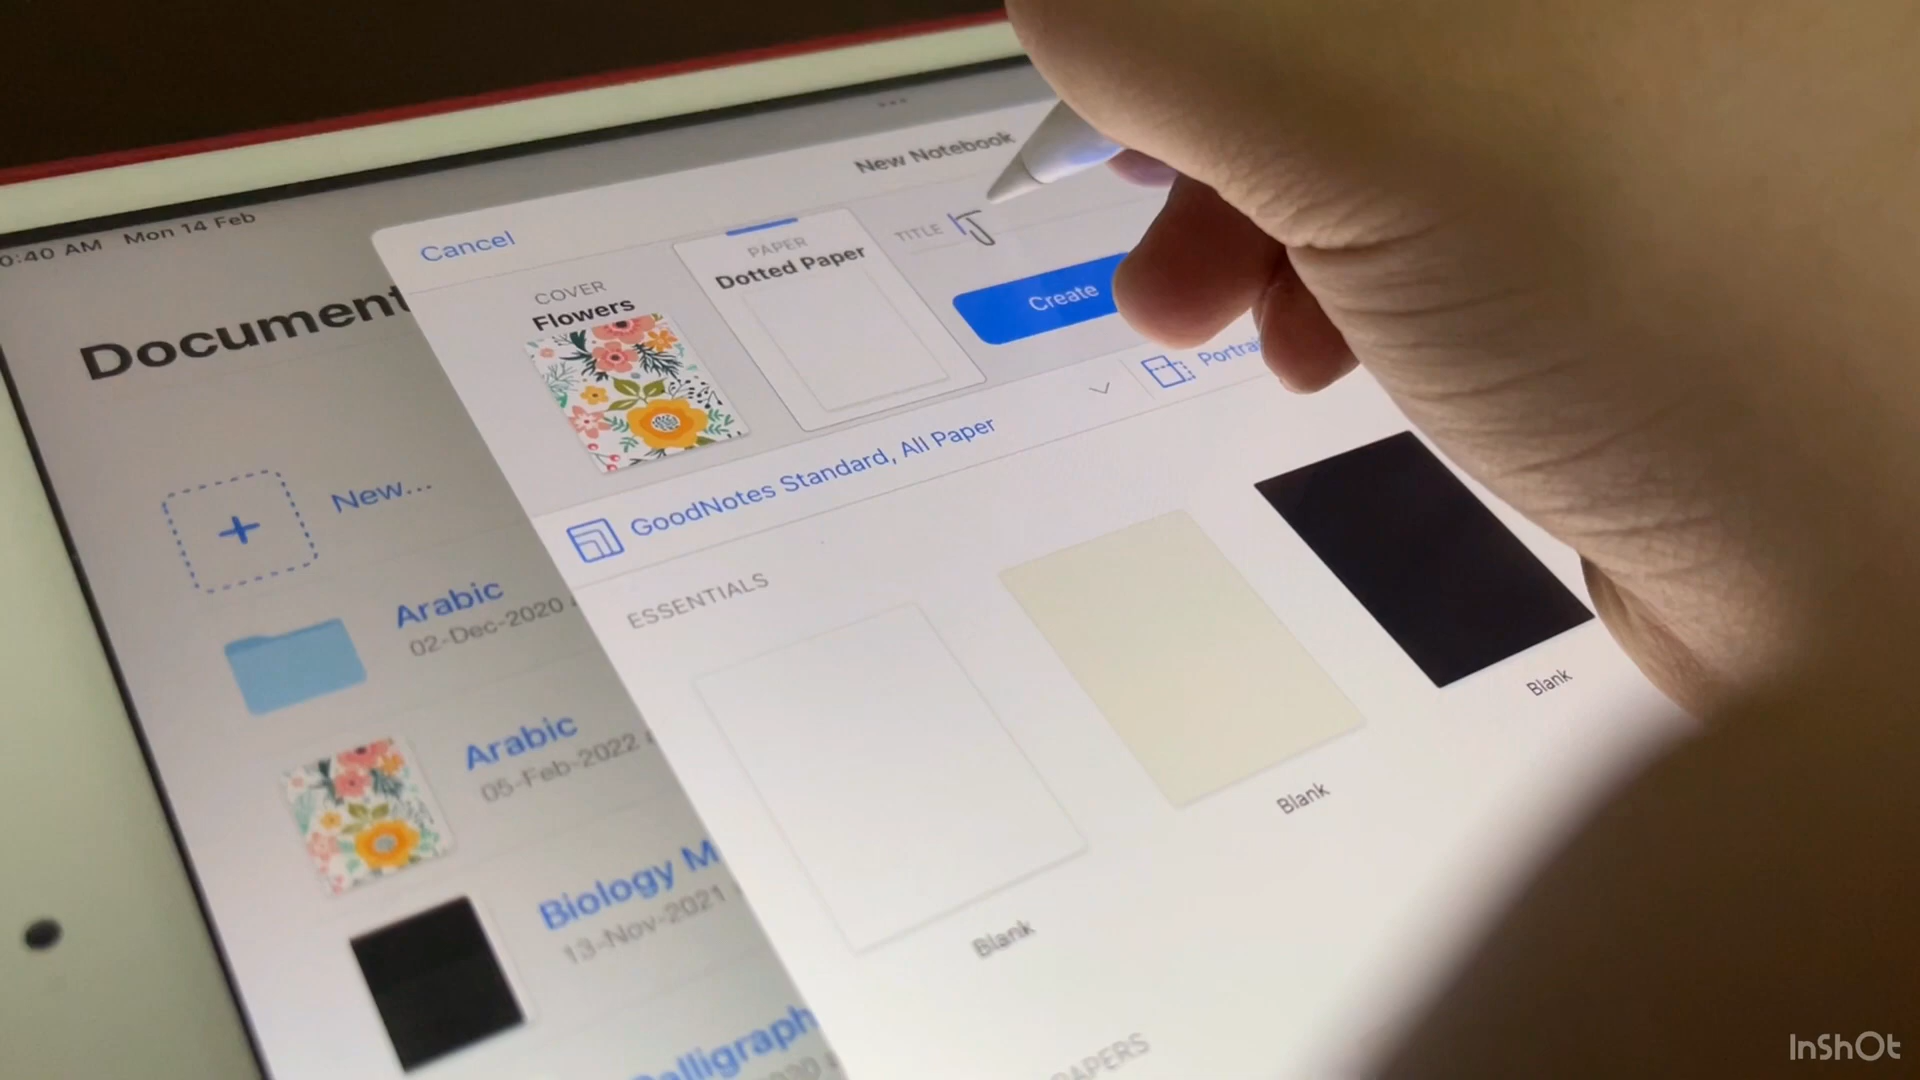 0:40 AM Mon 14 Feb
New Notebook
Cancel
PAPER
Dotted Paper
TITLE J
COVER
Flowers
Create
Document
GoodNotes Standard, All Paper
New...
ESSENTIALS
Arabic
02-Dec-2020
Arabic
05-Feb-2022
Blank
Blank
Blank
Biology M
13-Nov-2021
Calligraph
PAPERS
InShOt